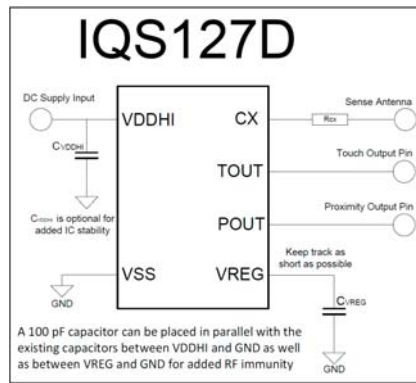 IQS127D
DC Supply Input
Sense Antenna
VDDHI
CX
Rcx
CVDDHI
Touch Output Pin
TOUT
CVDDHI is optional for
added IC stability
Proximity Output Pin
POUT
Keep track as
short as possible
VSS
VREG
GND
CVREG
A 100 pF capacitor can be placed in parallel with the
existing capacitors between VDDHI and GND as well
as between VREG and GND for added RF immunity
GND